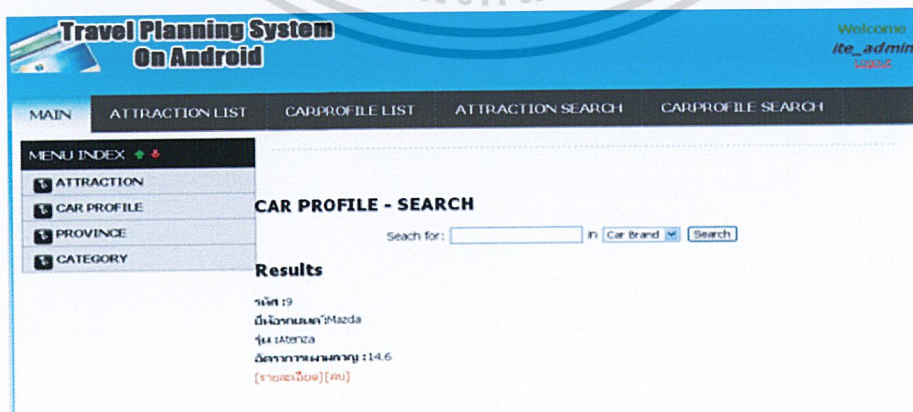 Travel Planning System
On Android
Welcome
ite_admin
Logout
MAIN ATTRACTION LIST CARPROFILE LIST ATTRACTION SEARCH CARPROFILE SEARCH
MENU INDEX
ATTRACTION
CAR PROFILE
PROVINCE
CATEGORY
CAR PROFILE - SEARCH
Seach for: in Car Brand Search
Results
รหัส :9
ยี่ห้อรถยนต์ :Mazda
รุ่น :Atenza
อัตราการเผาผลาญ :14.6
[รายละเอียด][ลบ]